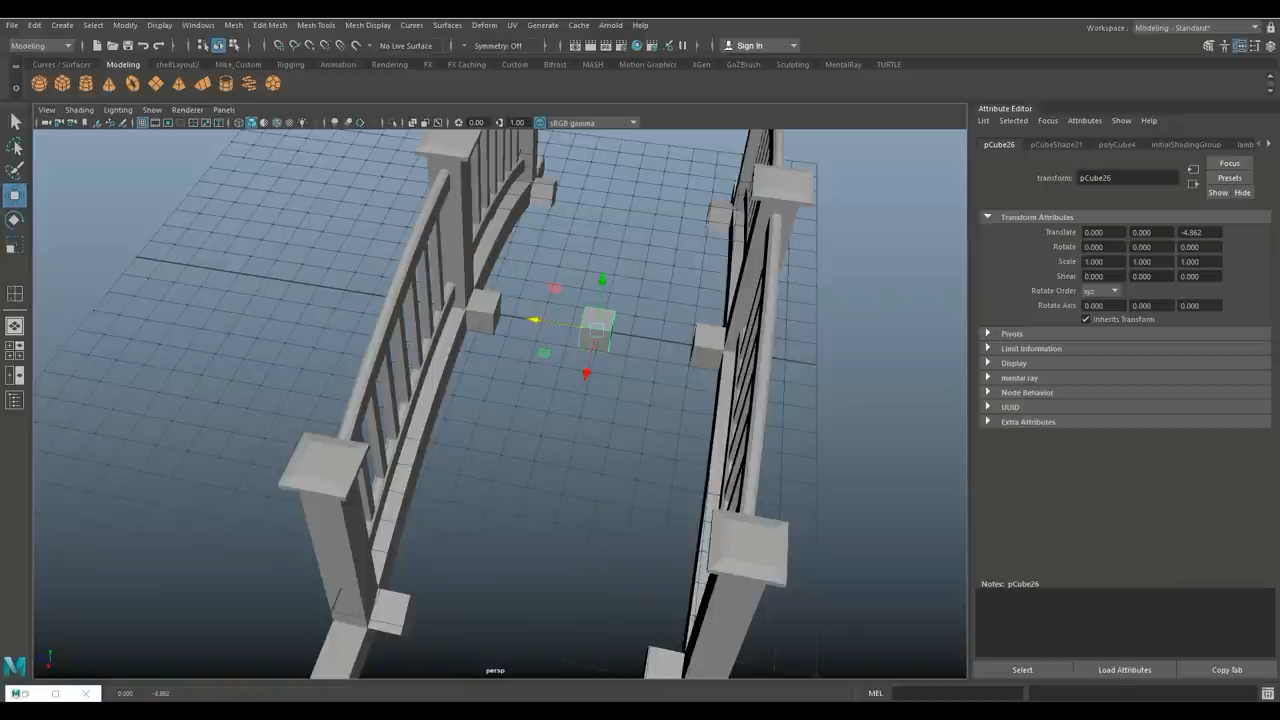 File Edit Create Select Modify Display Windows Mesh Edit Mesh Mesh Tools Mesh Display Curves Surfaces Deform UV Generate Cache Arnold Help
Workspace: Modeling - Standard*
Modeling No Live Surface Symmetry: Off Sign In
Curves / Surfaces Modeling shelfLayout2 Mike_Custom Rigging Animation Rendering FX FX Caching Custom Bifrost MASH Motion Graphics XGen GoZBrush Sculpting MentalRay TURTLE
View Shading Lighting Show Renderer Panels
0.00 1.00 sRGB gamma
Attribute Editor
List Selected Focus Attributes Show Help
pCube26 pCubeShape21 polyCube4 initialShadingGroup lamb
Focus
transform: pCube26 Presets
Show Hide
Transform Attributes
Translate 0.000 0.000 -4.862
Rotate 0.000 0.000 0.000
Scale 1.000 1.000 1.000
Shear 0.000 0.000 0.000
Rotate Order xyz
Rotate Axis 0.000 0.000 0.000
Inherits Transform
Pivots
Limit Information
Display
mental ray
Node Behavior
UUID
Extra Attributes
Notes: pCube26
persp
Select Load Attributes Copy Tab
0.000 -4.862 MEL